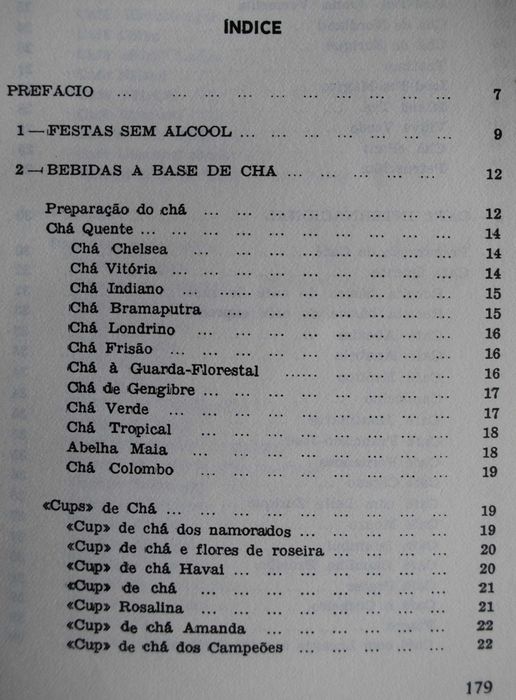 ÍNDICE
PREFACIO ... ... ... ... ... ... ... ... ... ... 7
1 — FESTAS SEM ALCOOL ... ... ... ... ... ... 9
2 — BEBIDAS A BASE DE CHA ... ... ... ... ... 12
Preparação do chá ... ... ... ... ... ... ... 12
Chá Quente ... ... ... ... ... ... ... ... ... 14
Chá Chelsea ... ... ... ... ... ... ... 14
Chá Vitória ... ... ... ... ... ... ... ... 14
Chá Indiano ... ... ... ... ... ... ... 15
Chá Bramaputra ... ... ... ... ... ... 15
Chá Londrino ... ... ... ... ... ... ... 16
Chá Frisão ... ... ... ... ... ... ... ... 16
Chá à Guarda-Florestal ... ... ... ... 16
Chá de Gengibre ... ... ... ... ... ... ... 17
Chá Verde ... ... ... ... ... ... ... ... 17
Chá Tropical ... ... ... ... ... ... ... 18
Abelha Maia ... ... ... ... ... ... ... 18
Chá Colombo ... ... ... ... ... ... ... 19
«Cups» de Chá ... ... ... ... ... ... ... ... 19
«Cup» de chá dos namorados ... ... ... ... 19
«Cup» de chá e flores de roseira ... ... ... 20
«Cup» de chá Havai ... ... ... ... ... ... 20
«Cup» de chá ... ... ... ... ... ... ... 21
«Cup» Rosalina ... ... ... ... ... ... ... 21
«Cup» de chá Amanda ... ... ... ... ... 22
«Cup» de chá dos Campeões ... ... ... ... 22
179